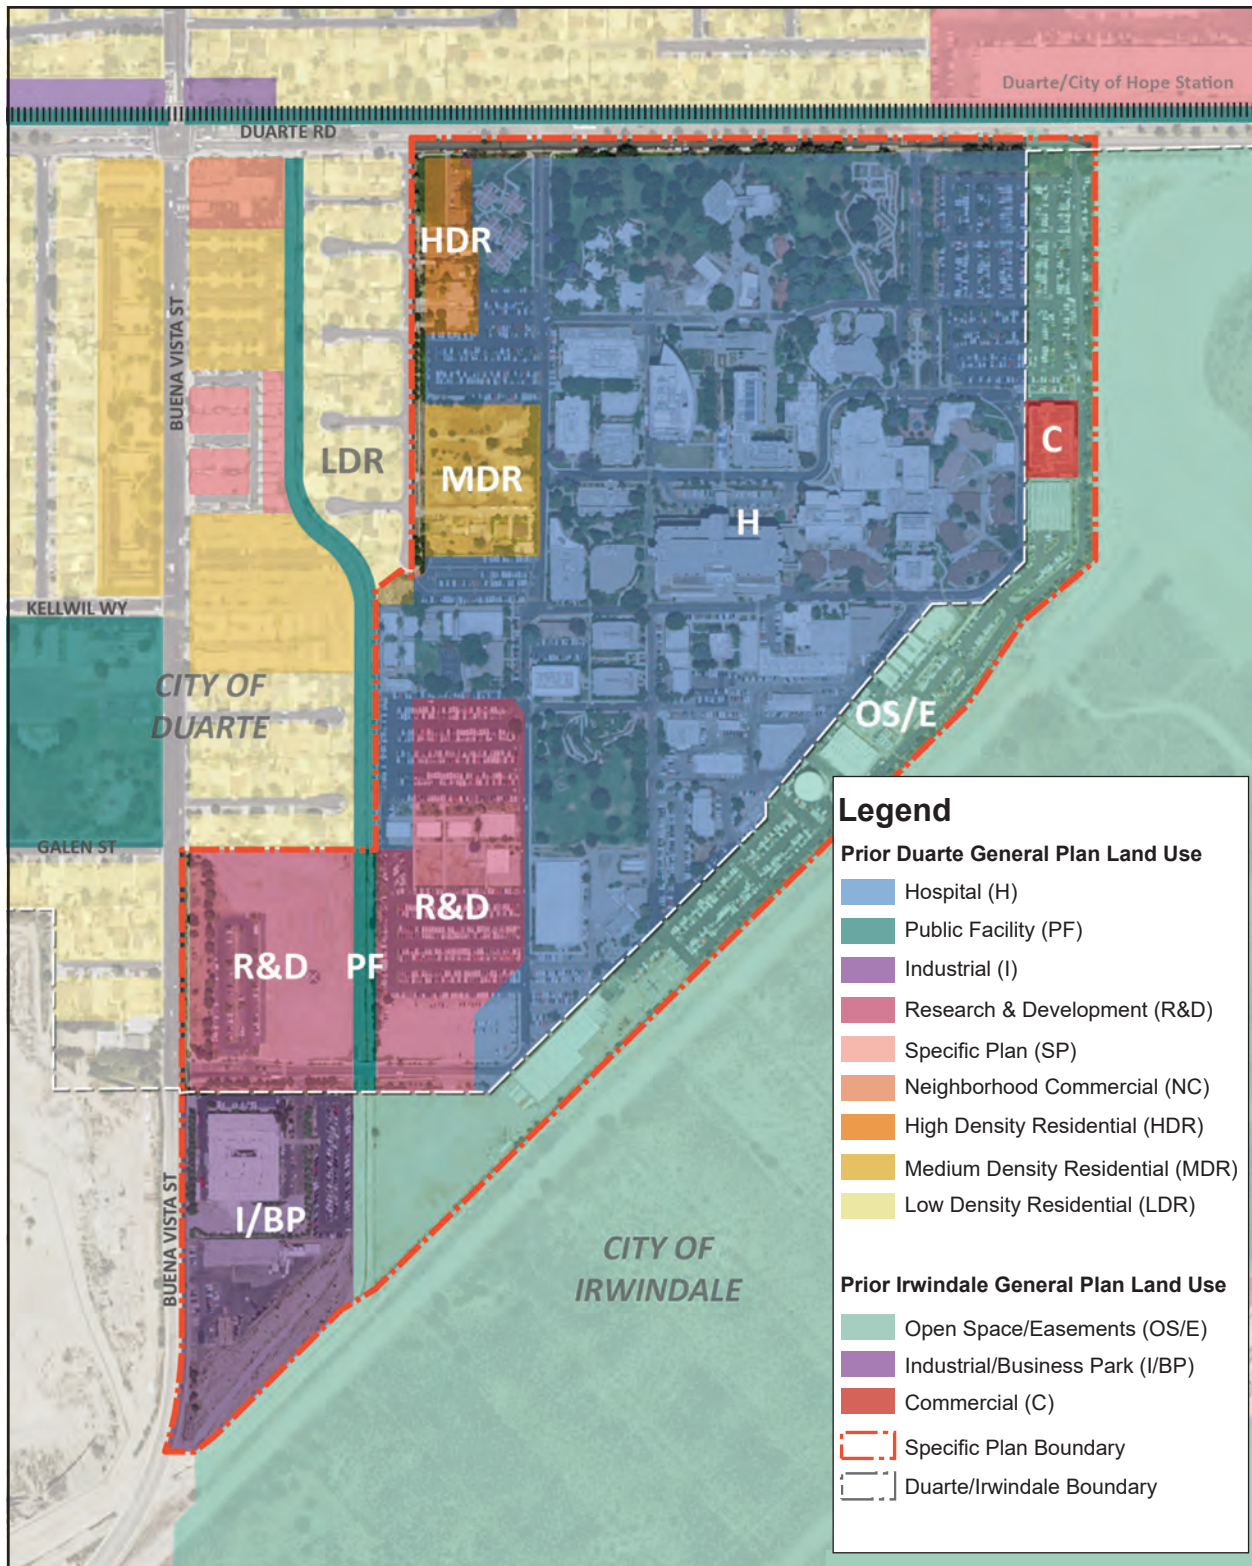 Duarte/City of Hope Station
DUARTE RD
HDR
BUENA VISTA ST
LDR
MDR
C
H
KELLWIL WY
CITY OF
DUARTE
OS/E
GALEN ST
R&D
R&D
PF
I/BP
BUENA VISTA ST
CITY OF
IRWINDALE
Legend
Prior Duarte General Plan Land Use
Hospital (H)
Public Facility (PF)
Industrial (I)
Research & Development (R&D)
Specific Plan (SP)
Neighborhood Commercial (NC)
High Density Residential (HDR)
Medium Density Residential (MDR)
Low Density Residential (LDR)
Prior Irwindale General Plan Land Use
Open Space/Easements (OS/E)
Industrial/Business Park (I/BP)
Commercial (C)
Specific Plan Boundary
Duarte/Irwindale Boundary